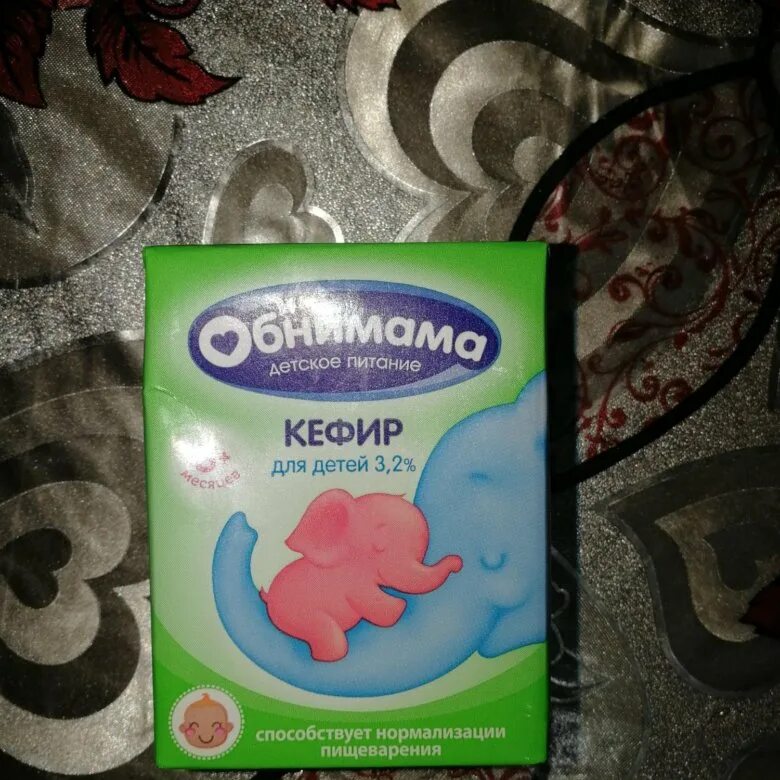 Обнимама
детское питание
КЕФИР
для детей 3,2%
месяцев
способствует нормализации
пищеварения